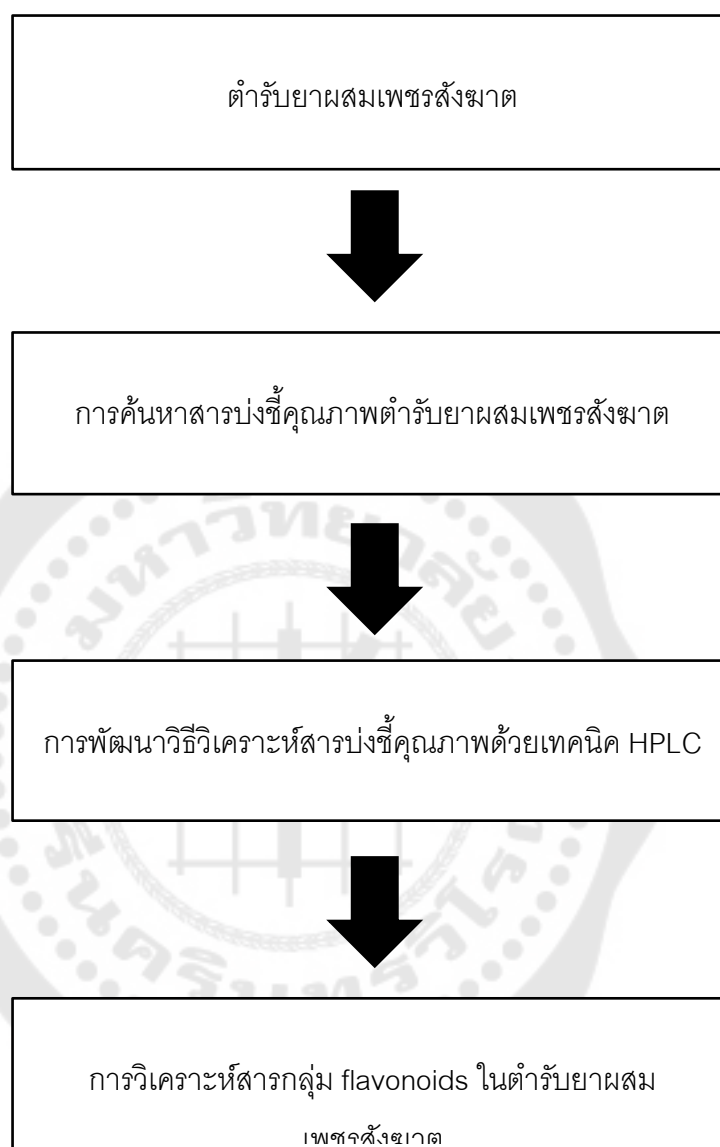 ตำรับยาผสมเพชรสังฆาต
การค้นหาสารบ่งชี้คุณภาพตำรับยาผสมเพชรสังฆาต
การพัฒนาวิธีวิเคราะห์สารบ่งชี้คุณภาพด้วยเทคนิค HPLC
การวิเคราะห์สารกลุ่ม flavonoids ในตำรับยาผสม
เพชรสังฆาต